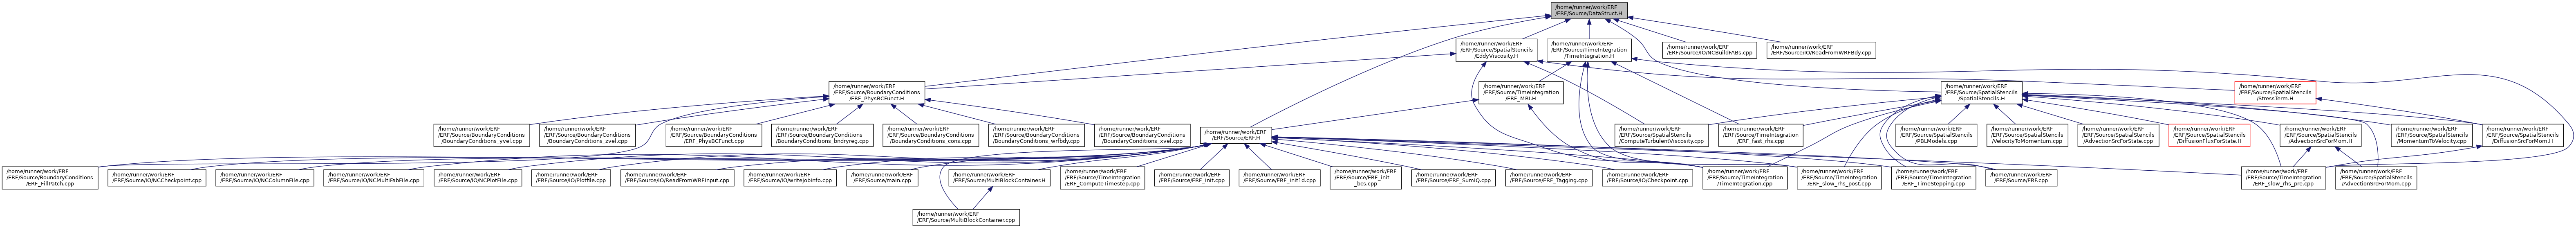 /home/runner/work/ERF
/ERF/Source/DataStruct.H
/home/runner/work/ERF
/ERF/Source/SpatialStencils
/EddyViscosity.H
/home/runner/work/ERF
/ERF/Source/TimeIntegration
/TimeIntegration.H
/home/runner/work/ERF
/ERF/Source/IO/NCBuildFABs.cpp
/home/runner/work/ERF
/ERF/Source/IO/ReadFromWRFBdy.cpp
/home/runner/work/ERF
/ERF/Source/BoundaryConditions
/ERF_PhysBCFunct.H
/home/runner/work/ERF
/ERF/Source/TimeIntegration
/ERF_MRI.H
/home/runner/work/ERF
/ERF/Source/SpatialStencils
/SpatialStencils.H
/home/runner/work/ERF
/ERF/Source/SpatialStencils
/StressTerm.H
/home/runner/work/ERF
/ERF/Source/BoundaryConditions
/BoundaryConditions_yvel.cpp
/home/runner/work/ERF
/ERF/Source/BoundaryConditions
/BoundaryConditions_zvel.cpp
/home/runner/work/ERF
/ERF/Source/BoundaryConditions
/ERF_PhysBCFunct.cpp
/home/runner/work/ERF
/ERF/Source/BoundaryConditions
/BoundaryConditions_bndryreg.cpp
/home/runner/work/ERF
/ERF/Source/BoundaryConditions
/BoundaryConditions_cons.cpp
/home/runner/work/ERF
/ERF/Source/BoundaryConditions
/BoundaryConditions_wrfbdy.cpp
/home/runner/work/ERF
/ERF/Source/BoundaryConditions
/BoundaryConditions_xvel.cpp
/home/runner/work/ERF
/ERF/Source/ERF.H
/home/runner/work/ERF
/ERF/Source/SpatialStencils
/ComputeTurbulentViscosity.cpp
/home/runner/work/ERF
/ERF/Source/TimeIntegration
/ERF_fast_rhs.cpp
/home/runner/work/ERF
/ERF/Source/SpatialStencils
/PBLModels.cpp
/home/runner/work/ERF
/ERF/Source/SpatialStencils
/VelocityToMomentum.cpp
/home/runner/work/ERF
/ERF/Source/SpatialStencils
/AdvectionSrcForState.cpp
/home/runner/work/ERF
/ERF/Source/SpatialStencils
/DiffusionFluxForState.H
/home/runner/work/ERF
/ERF/Source/SpatialStencils
/AdvectionSrcForMom.H
/home/runner/work/ERF
/ERF/Source/SpatialStencils
/MomentumToVelocity.cpp
/home/runner/work/ERF
/ERF/Source/SpatialStencils
/DiffusionSrcForMom.H
/home/runner/work/ERF
/ERF/Source/BoundaryConditions
/ERF_FillPatch.cpp
/home/runner/work/ERF
/ERF/Source/IO/NCCheckpoint.cpp
/home/runner/work/ERF
/ERF/Source/IO/NCColumnFile.cpp
/home/runner/work/ERF
/ERF/Source/IO/NCMultiFabFile.cpp
/home/runner/work/ERF
/ERF/Source/IO/NCPlotFile.cpp
/home/runner/work/ERF
/ERF/Source/IO/Plotfile.cpp
/home/runner/work/ERF
/ERF/Source/IO/ReadFromWRFInput.cpp
/home/runner/work/ERF
/ERF/Source/IO/writeJobInfo.cpp
/home/runner/work/ERF
/ERF/Source/main.cpp
/home/runner/work/ERF
/ERF/Source/MultiBlockContainer.H
/home/runner/work/ERF
/ERF/Source/TimeIntegration
/ERF_ComputeTimestep.cpp
/home/runner/work/ERF
/ERF/Source/ERF_init.cpp
/home/runner/work/ERF
/ERF/Source/ERF_init1d.cpp
/home/runner/work/ERF
/ERF/Source/ERF_init
_bcs.cpp
/home/runner/work/ERF
/ERF/Source/ERF_SumIQ.cpp
/home/runner/work/ERF
/ERF/Source/ERF_Tagging.cpp
/home/runner/work/ERF
/ERF/Source/IO/Checkpoint.cpp
/home/runner/work/ERF
/ERF/Source/TimeIntegration
/TimeIntegration.cpp
/home/runner/work/ERF
/ERF/Source/TimeIntegration
/ERF_slow_rhs_post.cpp
/home/runner/work/ERF
/ERF/Source/TimeIntegration
/ERF_TimeStepping.cpp
/home/runner/work/ERF
/ERF/Source/ERF.cpp
/home/runner/work/ERF
/ERF/Source/TimeIntegration
/ERF_slow_rhs_pre.cpp
/home/runner/work/ERF
/ERF/Source/SpatialStencils
/AdvectionSrcForMom.cpp
/home/runner/work/ERF
/ERF/Source/MultiBlockContainer.cpp